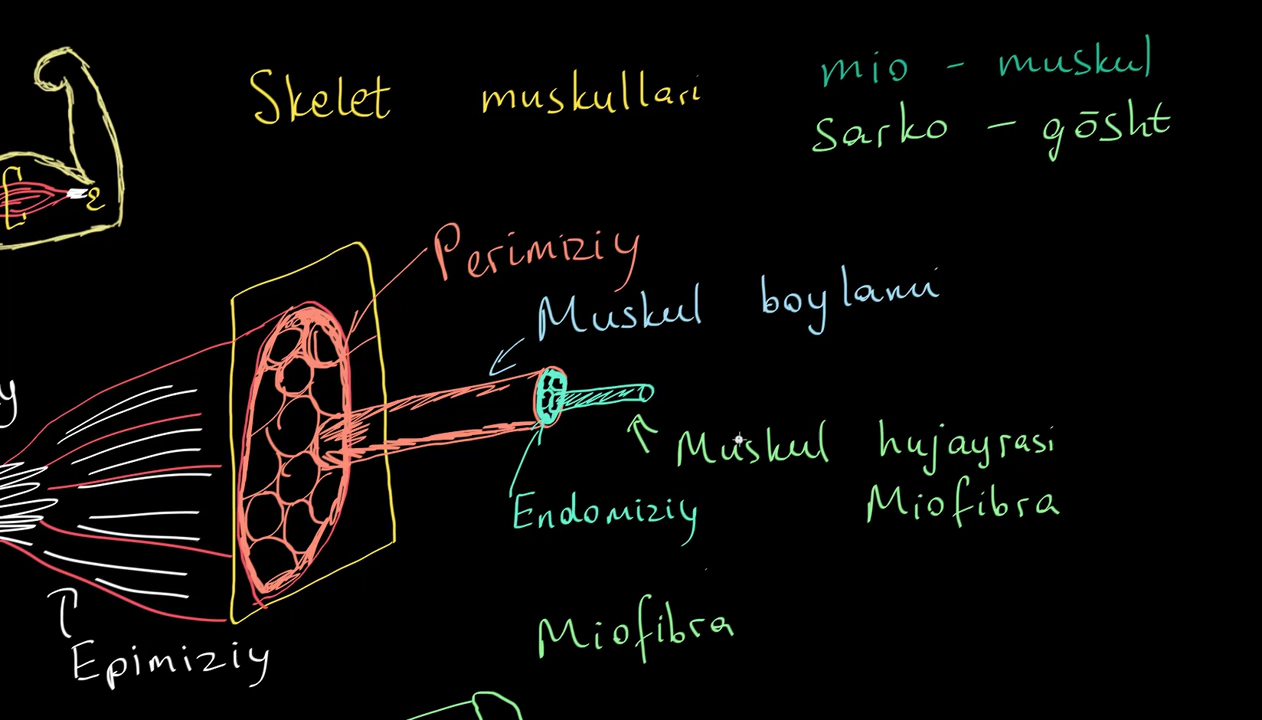 Skelet muskullari
mio - muskul
sarko - gōsht
Perimiziy
Muskul boylami
y
Muskul hujayrasi
Miofibra
Endomiziy
Miofibra
Epimiziy